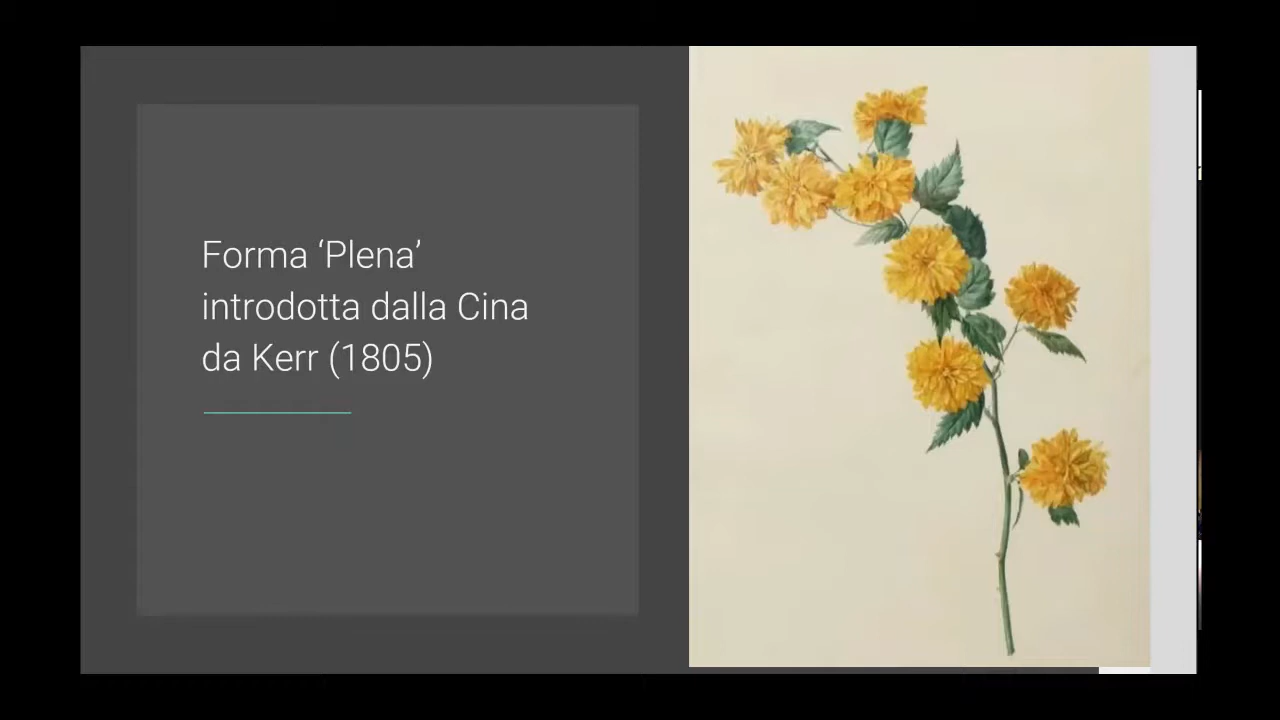 Forma ‘Plena’
introdotta dalla Cina
da Kerr (1805)